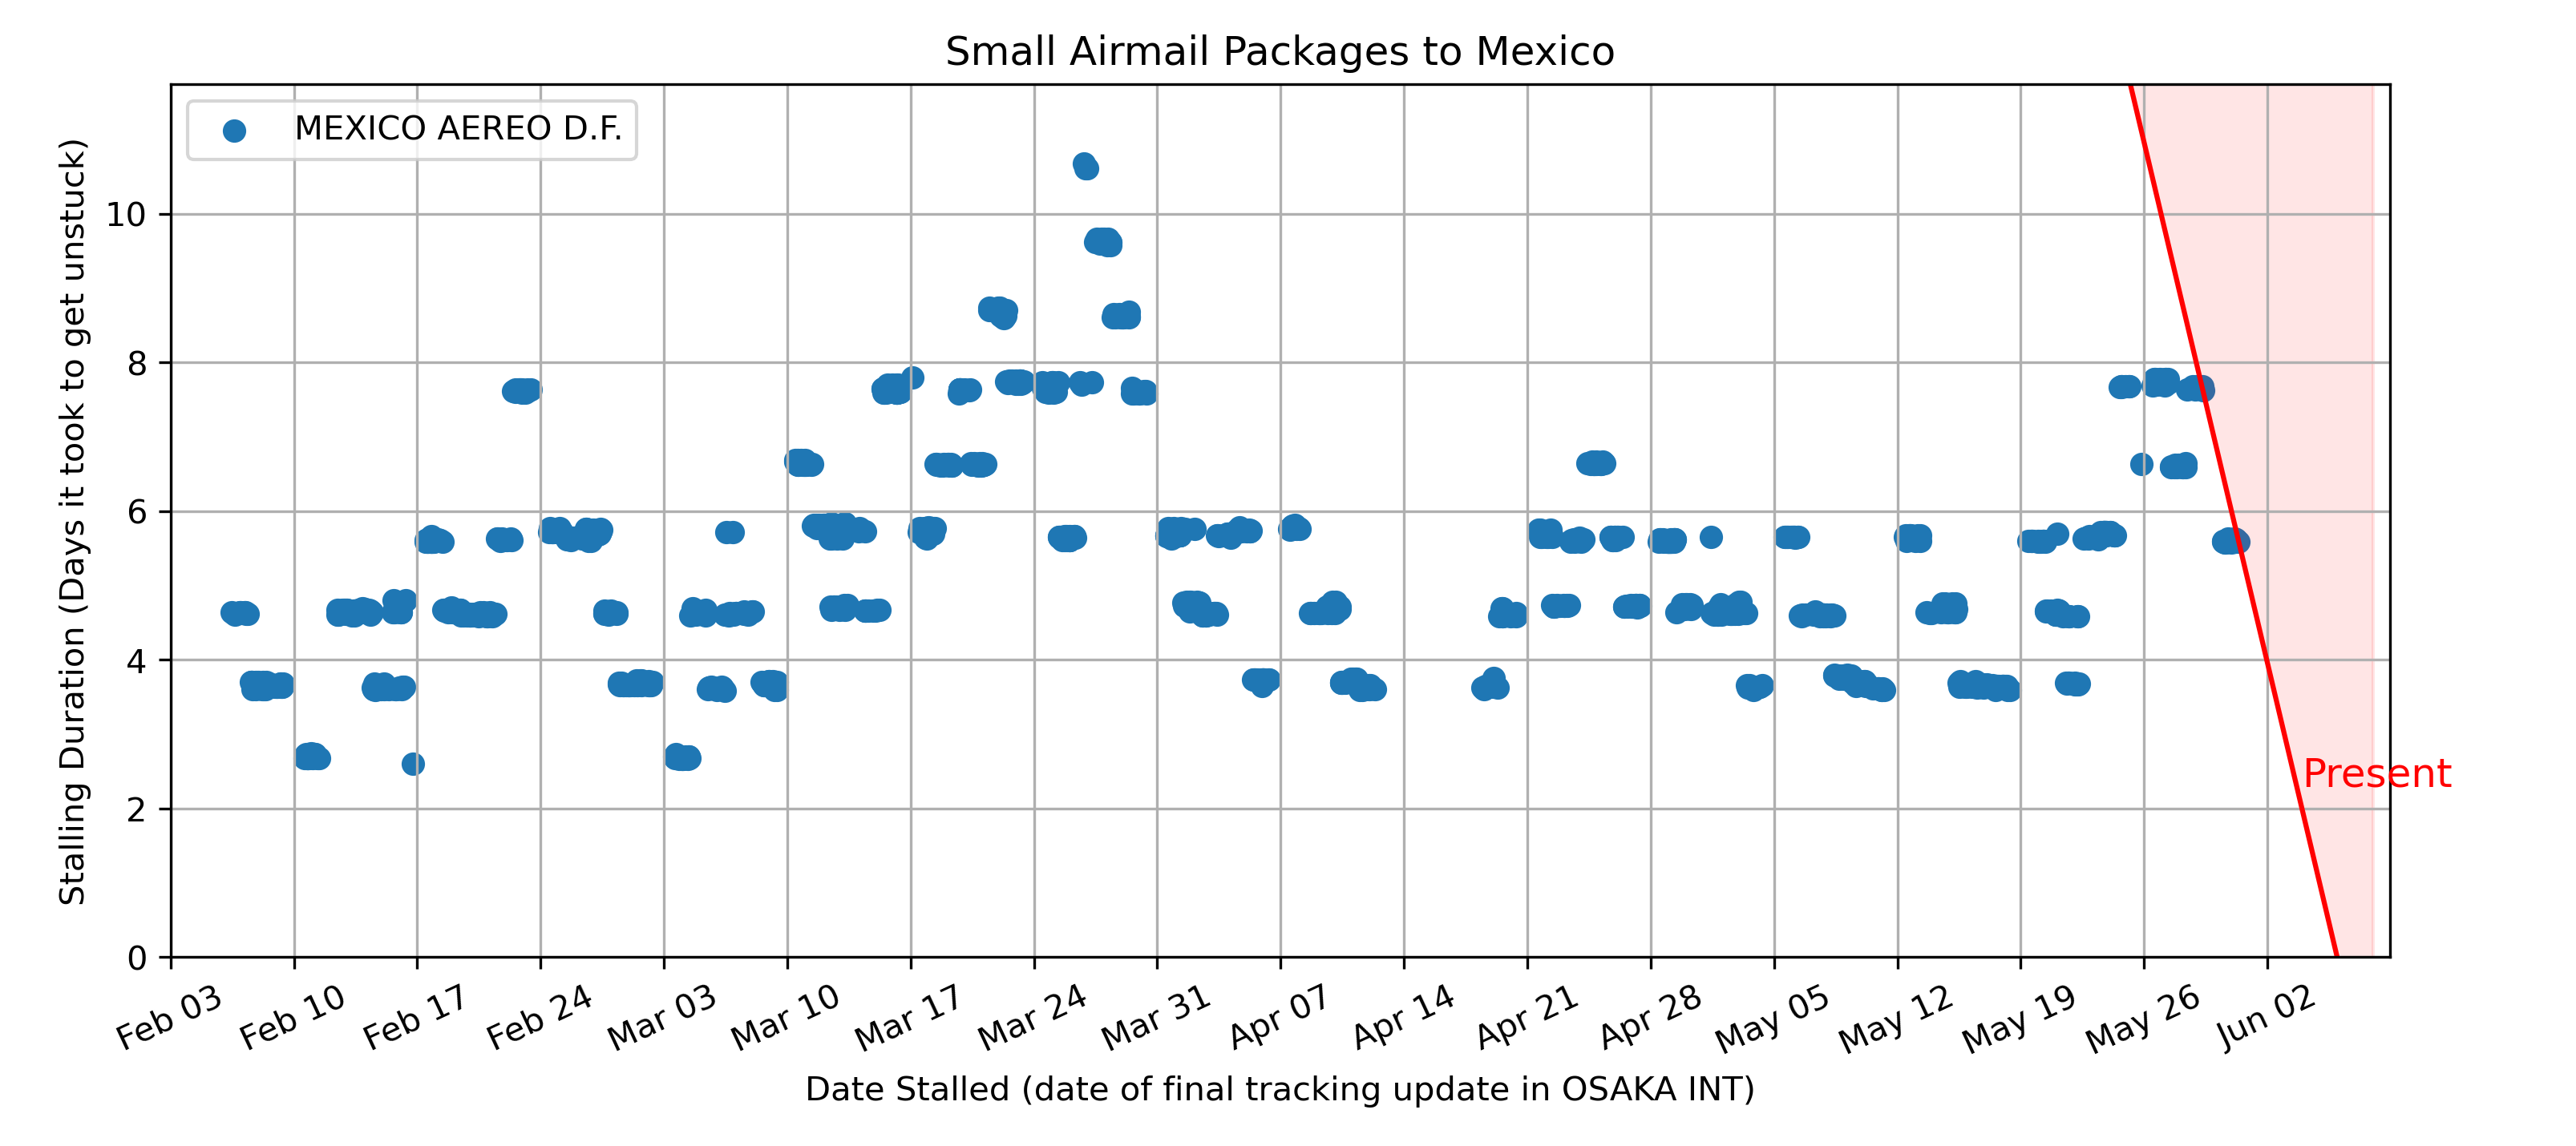 Small Airmail Packages to Mexico
MEXICO AEREO D.F.
Stalling Duration (Days it took to get unstuck)
10
8
6
4
2
0
Present
Feb 03
Feb 10
Feb 17
Feb 24
Mar 03
Mar 10
Mar 17
Mar 24
Mar 31
Apr 07
Apr 14
Apr 21
Apr 28
May 05
May 12
May 19
May 26
Jun 02
Date Stalled (date of final tracking update in OSAKA INT)